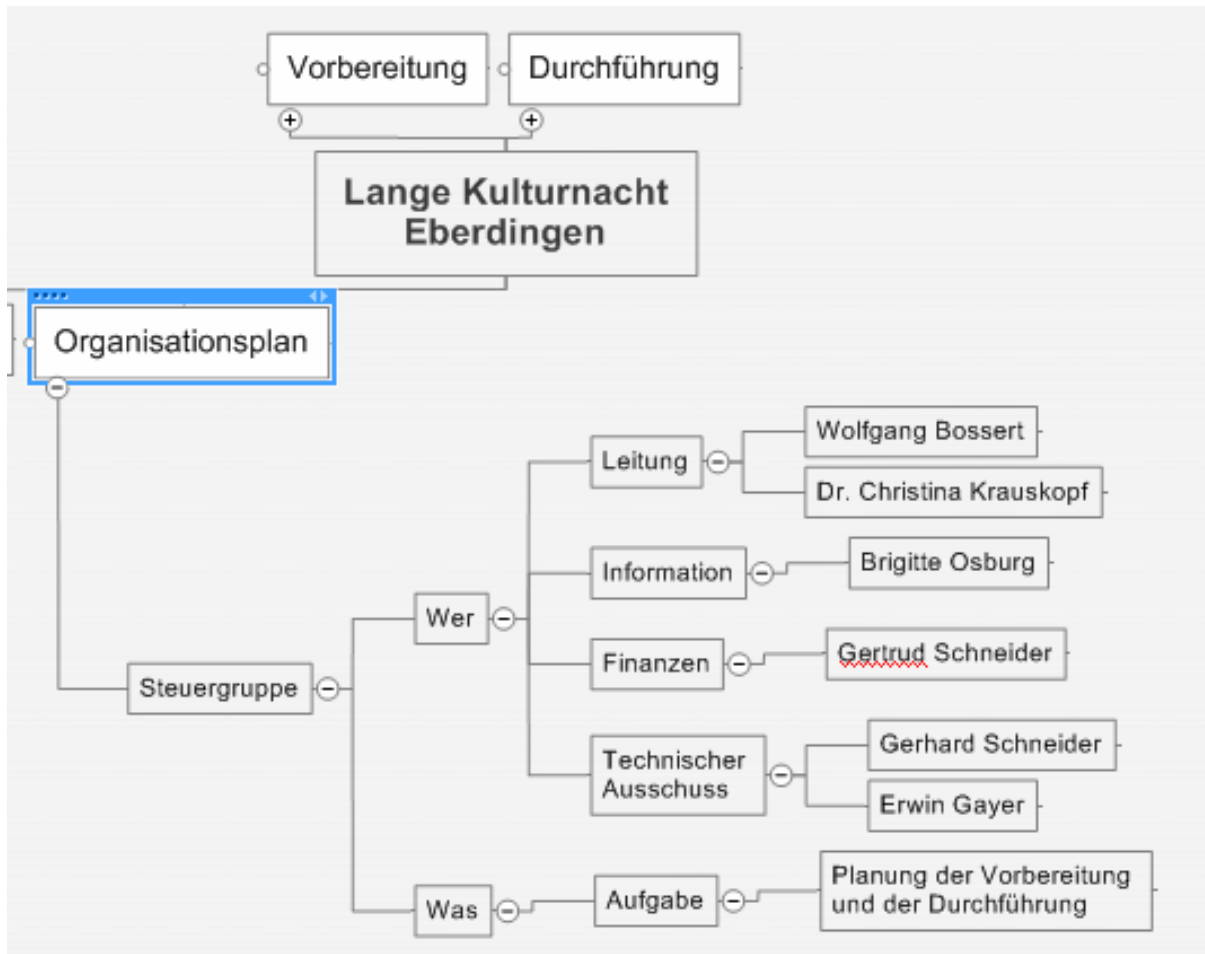 Vorbereitung
Durchführung
Lange Kulturnacht
Eberdingen
Organisationsplan
Steuergruppe
Wer
Leitung
Wolfgang Bossert
Dr. Christina Krauskopf
Information
Brigitte Osburg
Finanzen
Gertrud Schneider
Technischer
Ausschuss
Gerhard Schneider
Erwin Gayer
Was
Aufgabe
Planung der Vorbereitung
und der Durchführung